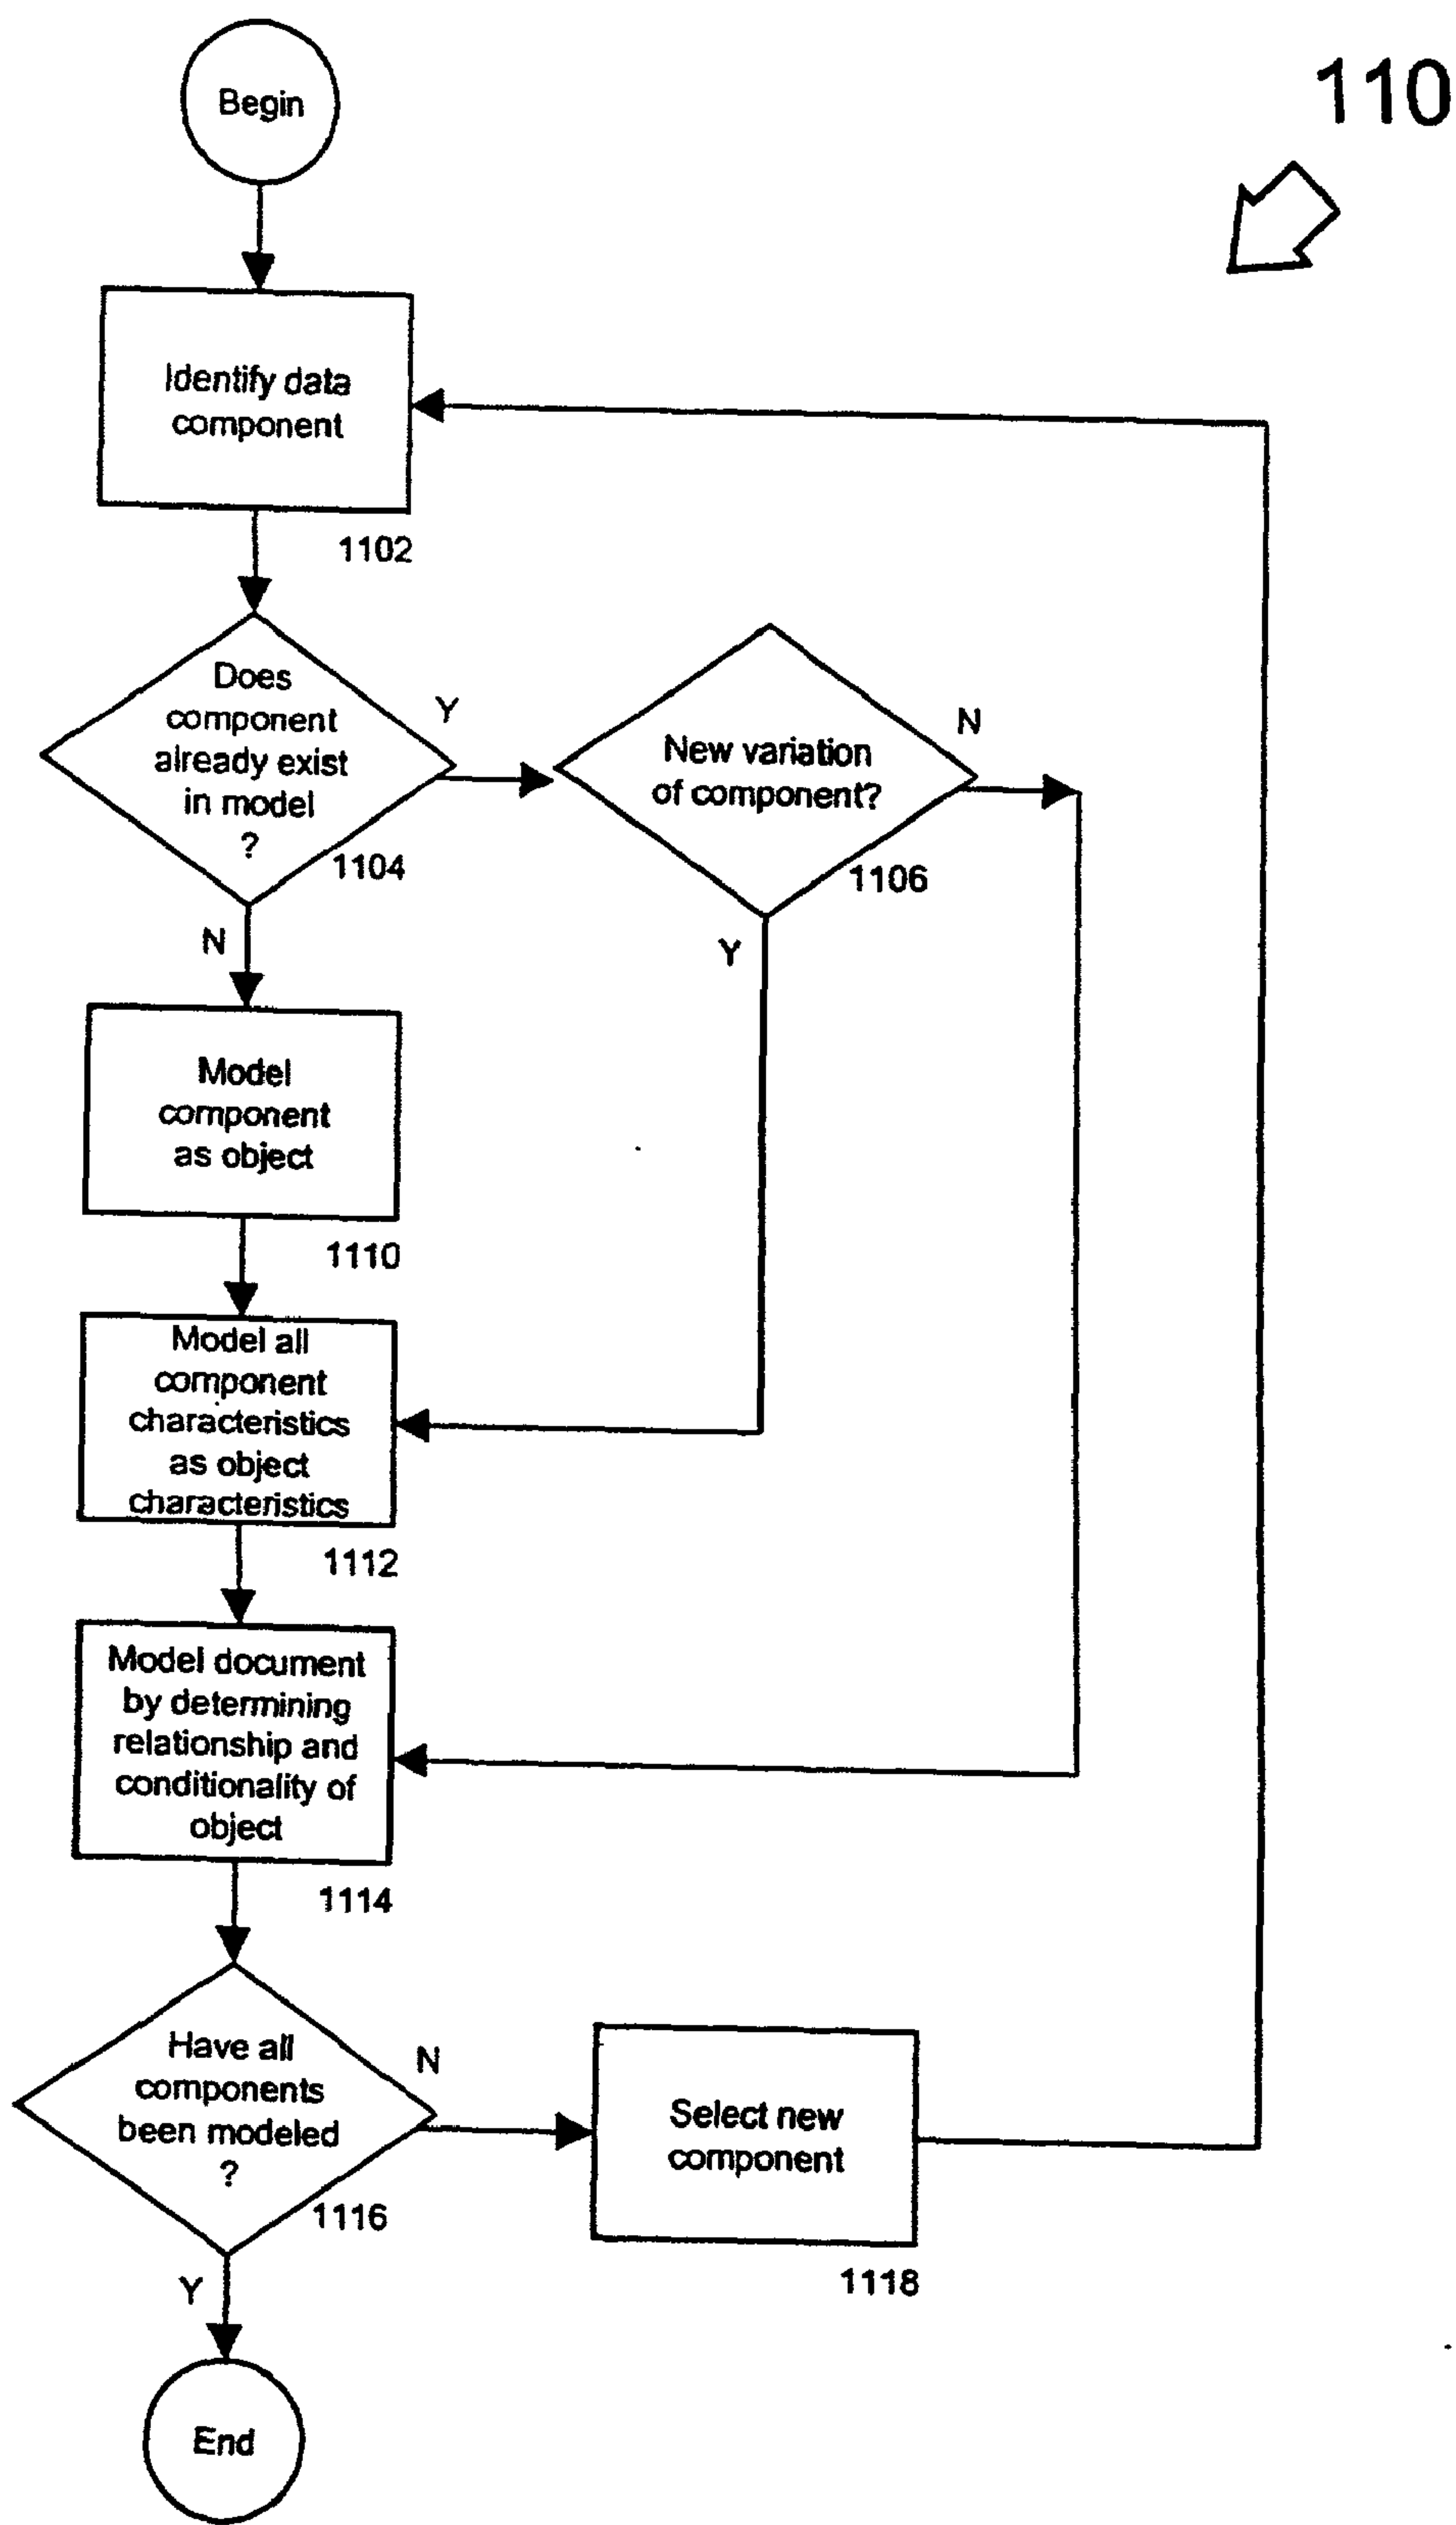 110
Begin
Identify data
component
1102
Does
component
already exist
in model
?
1104
Y
N
New variation
of component?
1106
N
Y
Model
component
as object
1110
Model all
component
characteristics
as object
characteristics
1112
Model document
by determining
relationship and
conditionality of
object
1114
Have all
components
been modeled
?
1116
N
Y
Select new
component
1118
End